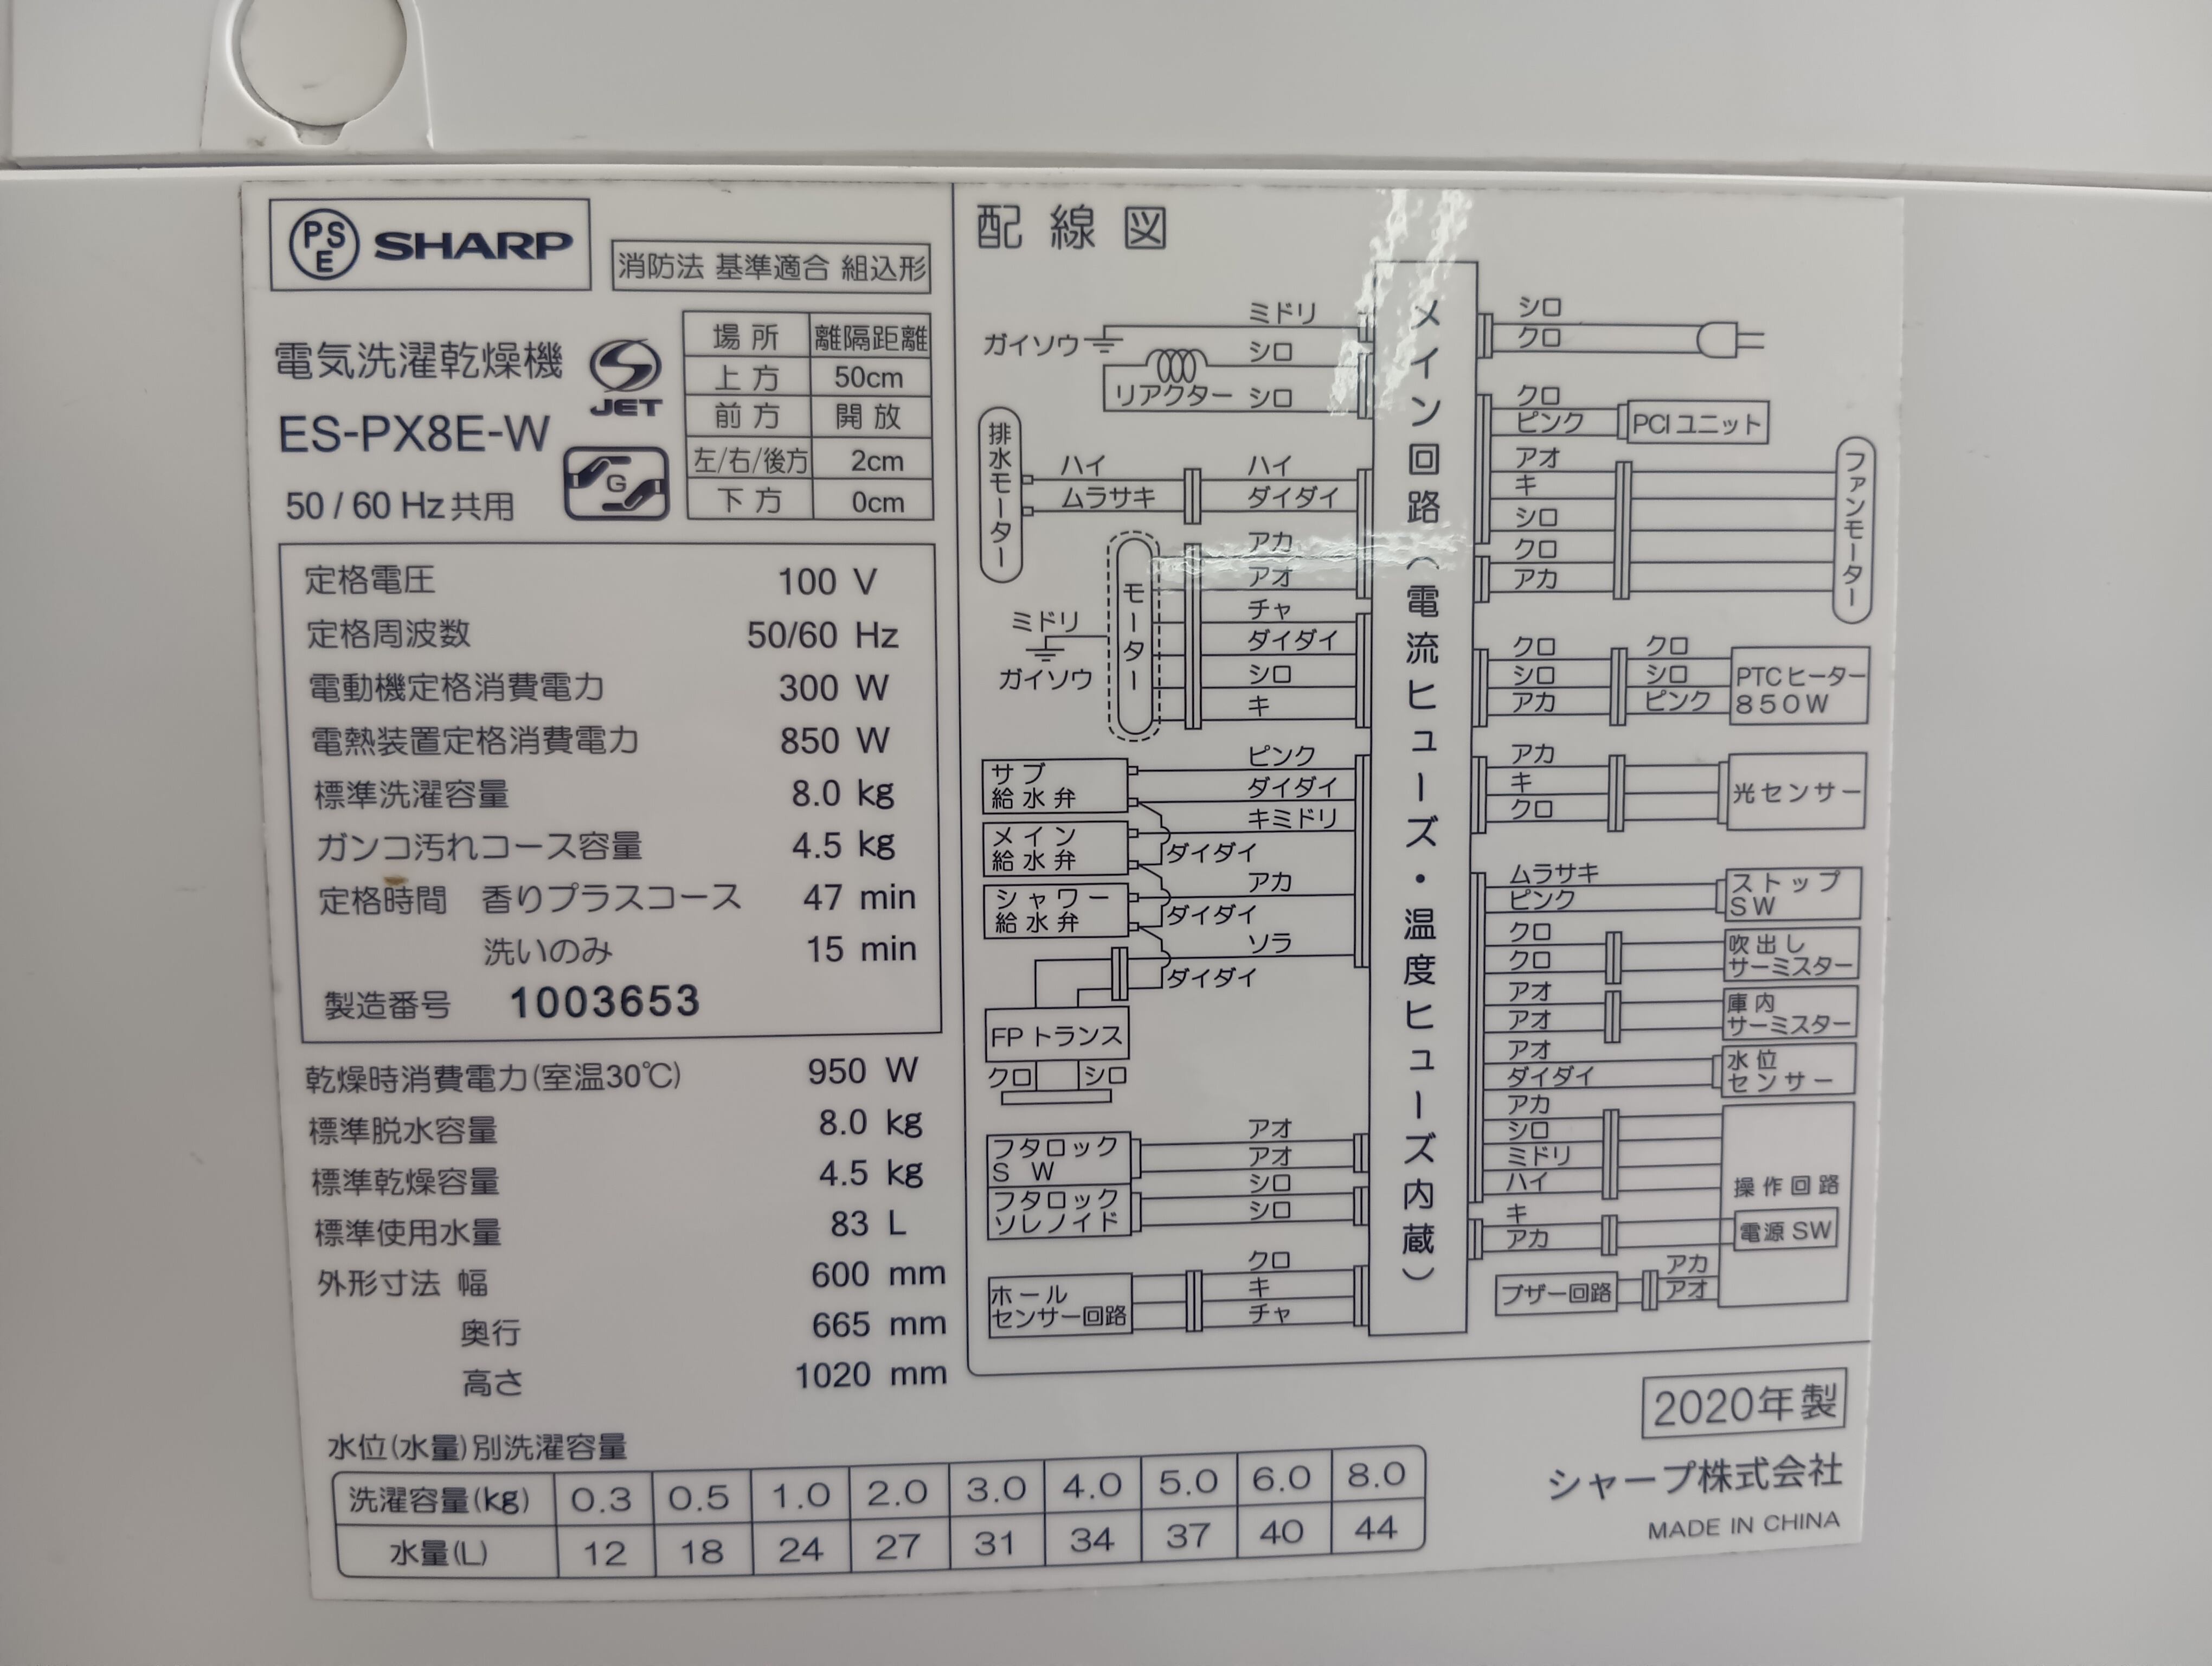 PS
E
SHARP
消防法 基準適合 組込形
電気洗濯乾燥機
ES-PX8E-W
50 / 60 Hz 共用
S
JET
G
場 所 離隔距離
上 方 50cm
前 方 開 放
左/右/後方 2cm
下 方 0cm
定格電圧 100 V
定格周波数 50/60 Hz
電動機定格消費電力 300 W
電熱装置定格消費電力 850 W
標準洗濯容量 8.0 kg
ガンコ汚れコース容量 4.5 kg
定格時間 香りプラスコース 47 min
洗いのみ 15 min
製造番号 1003653
乾燥時消費電力(室温30℃) 950 W
標準脱水容量 8.0 kg
標準乾燥容量 4.5 kg
標準使用水量 83 L
外形寸法 幅 600 mm
奥行 665 mm
高さ 1020 mm
配 線 図
ミドリ
ガイソウ
シロ
リアクター シロ
排水モーター
ハイ ハイ
ムラサキ ダイダイ
モーター
アカ
アオ
チャ
ミドリ
ダイダイ
ガイソウ
シロ
キ
サブ
給水弁
ピンク
ダイダイ
キミドリ
メイン
給水弁
ダイダイ
アカ
シャワー
給水弁
ダイダイ
ソラ
ダイダイ
FPトランス
クロ シロ
フタロック
S W
アオ
アオ
フタロック
ソレノイド
シロ
シロ
ホール
センサー回路
クロ
キ
チャ
メイン回路(電流ヒューズ・温度ヒューズ内蔵)
シロ
クロ
クロ
ピンク
PCIユニット
アオ
キ
シロ
クロ
アカ
ファンモーター
クロ クロ
シロ シロ
アカ ピンク
PTCヒーター
850W
アカ
キ
クロ
光センサー
ムラサキ
ピンク
ストップ
SW
クロ
クロ
吹出し
サーミスター
アオ
アオ
庫内
サーミスター
アオ
ダイダイ
水位
センサー
アカ
シロ
ミドリ
ハイ
操作回路
キ
アカ
電源SW
ブザー回路
アカ
アオ
2020年製
シャープ株式会社
MADE IN CHINA
水位(水量)別洗濯容量
洗濯容量(kg) 0.3 0.5 1.0 2.0 3.0 4.0 5.0 6.0 8.0
水量(L) 12 18 24 27 31 34 37 40 44